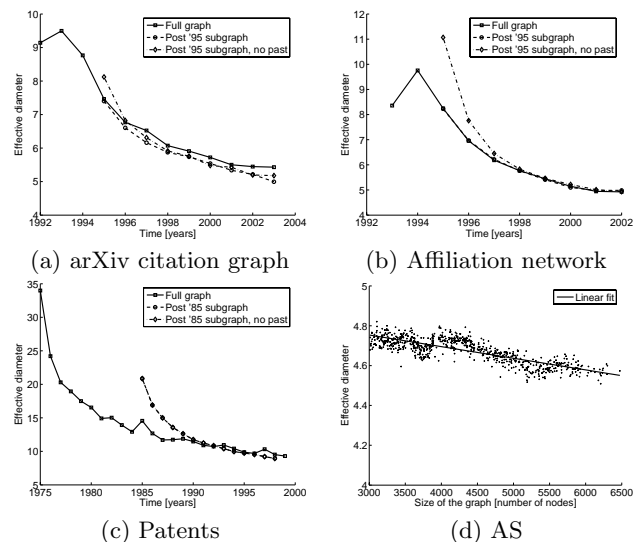 Full graph
Post '95 subgraph
Post '95 subgraph, no past
Effective diameter
10
9
8
7
6
5
4
1992 1994 1996 1998 2000 2002 2004
Time [years]
(a) arXiv citation graph
Full graph
Post '95 subgraph
Post '95 subgraph, no past
Effective diameter
12
11
10
9
8
7
6
5
4
1992 1994 1996 1998 2000 2002
Time [years]
(b) Affiliation network
Full graph
Post '85 subgraph
Post '85 subgraph, no past
Effective diameter
35
30
25
20
15
10
5
1975 1980 1985 1990 1995 2000
Time [years]
(c) Patents
Linear fit
Effective diameter
5
4.8
4.6
4.4
4.2
4
3000 3500 4000 4500 5000 5500 6000 6500
Size of the graph [number of nodes]
(d) AS